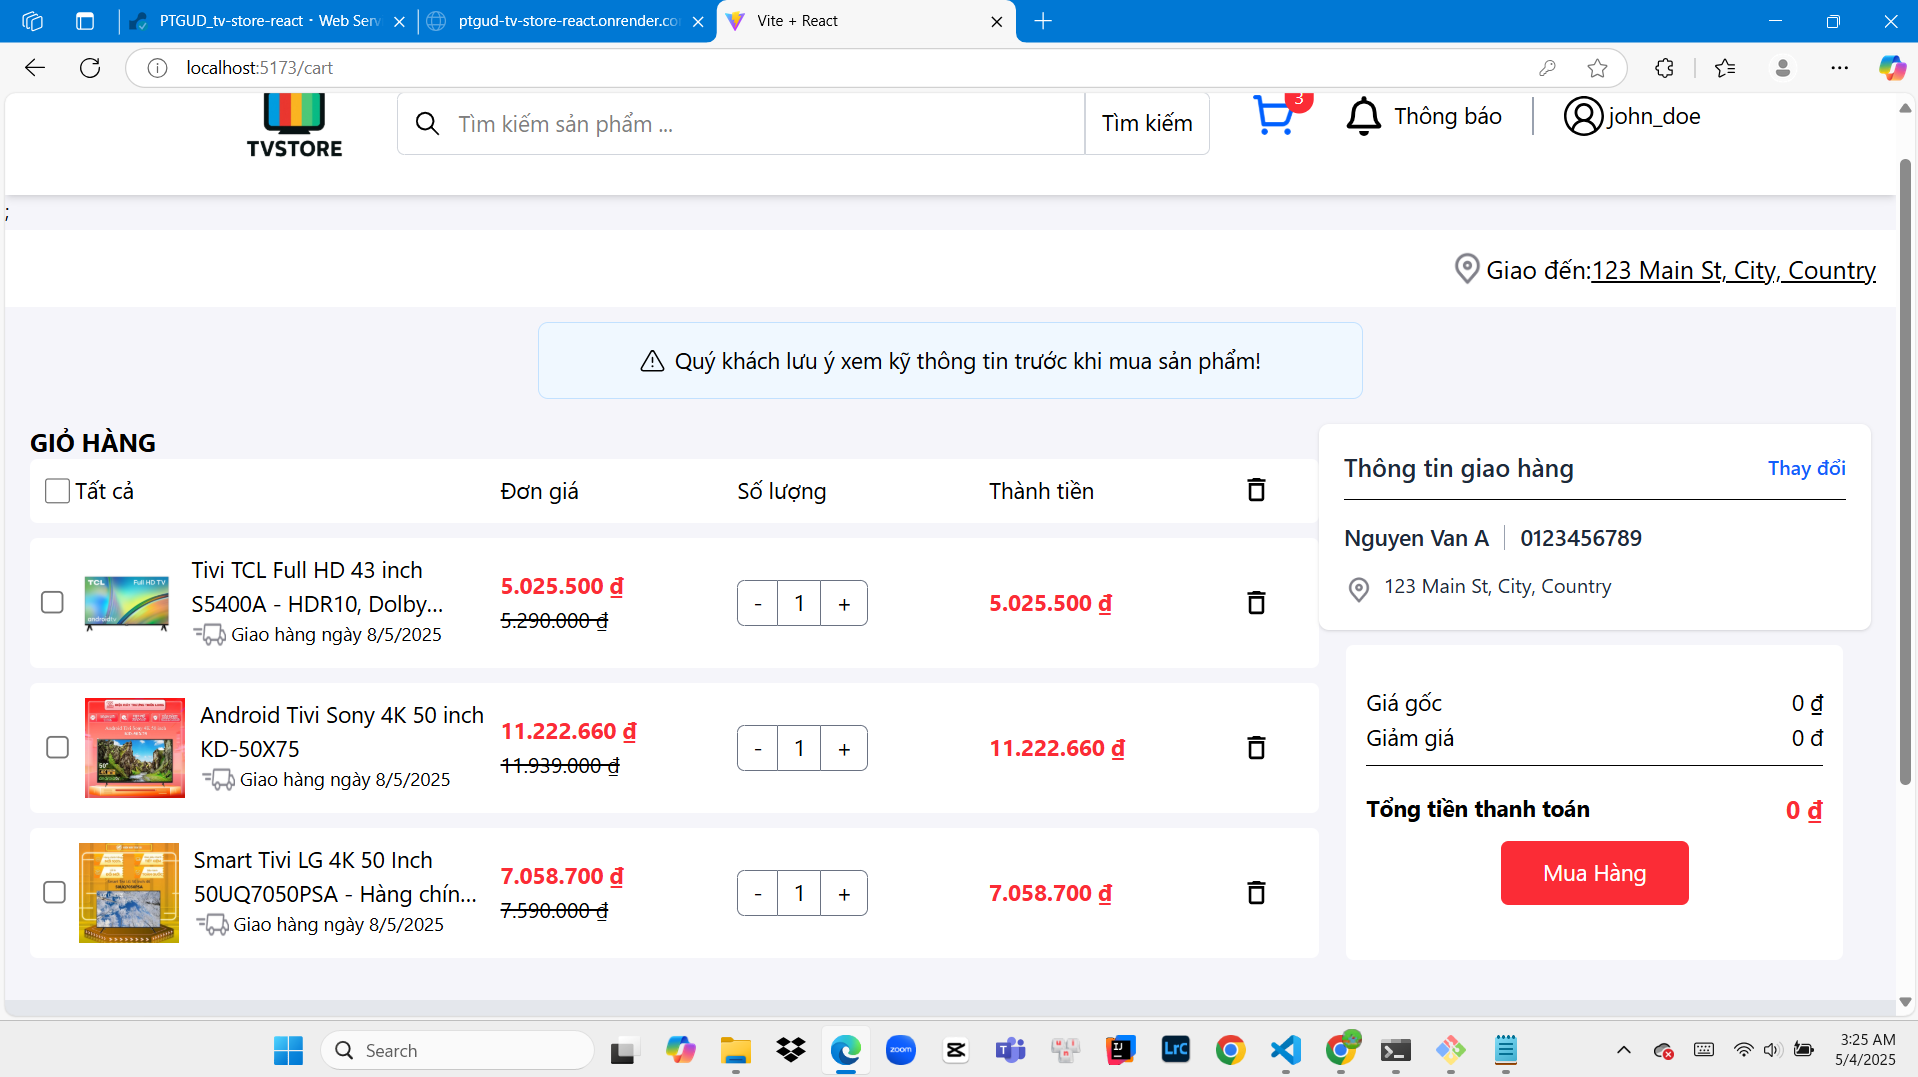 PTGUD_tv-store-react · Web Serv
ptgud-tv-store-react.onrender.co
Vite + React
localhost:5173/cart
TVSTORE
Tìm kiếm sản phẩm ...
Tìm kiếm
3
Thông báo
john_doe
;
Giao đến:123 Main St, City, Country
Quý khách lưu ý xem kỹ thông tin trước khi mua sản phẩm!
GIỎ HÀNG
Tất cả
Đơn giá
Số lượng
Thành tiền
TCL
Full HD TV
androidtv
Tivi TCL Full HD 43 inch
S5400A - HDR10, Dolby...
Giao hàng ngày 8/5/2025
5.025.500 ₫
5.290.000 ₫
- 1 +
5.025.500 ₫
Android Tivi Sony 4K 50 inch
KD-50X75
Giao hàng ngày 8/5/2025
11.222.660 ₫
11.939.000 ₫
- 1 +
11.222.660 ₫
Smart Tivi LG 4K 50 Inch
50UQ7050PSA - Hàng chín...
Giao hàng ngày 8/5/2025
7.058.700 ₫
7.590.000 ₫
- 1 +
7.058.700 ₫
Thông tin giao hàng
Thay đổi
Nguyen Van A
0123456789
123 Main St, City, Country
Giá gốc
0 ₫
Giảm giá
0 đ
Tổng tiền thanh toán
0 ₫
Mua Hàng
Search
zoom
LrC
3:25 AM
5/4/2025